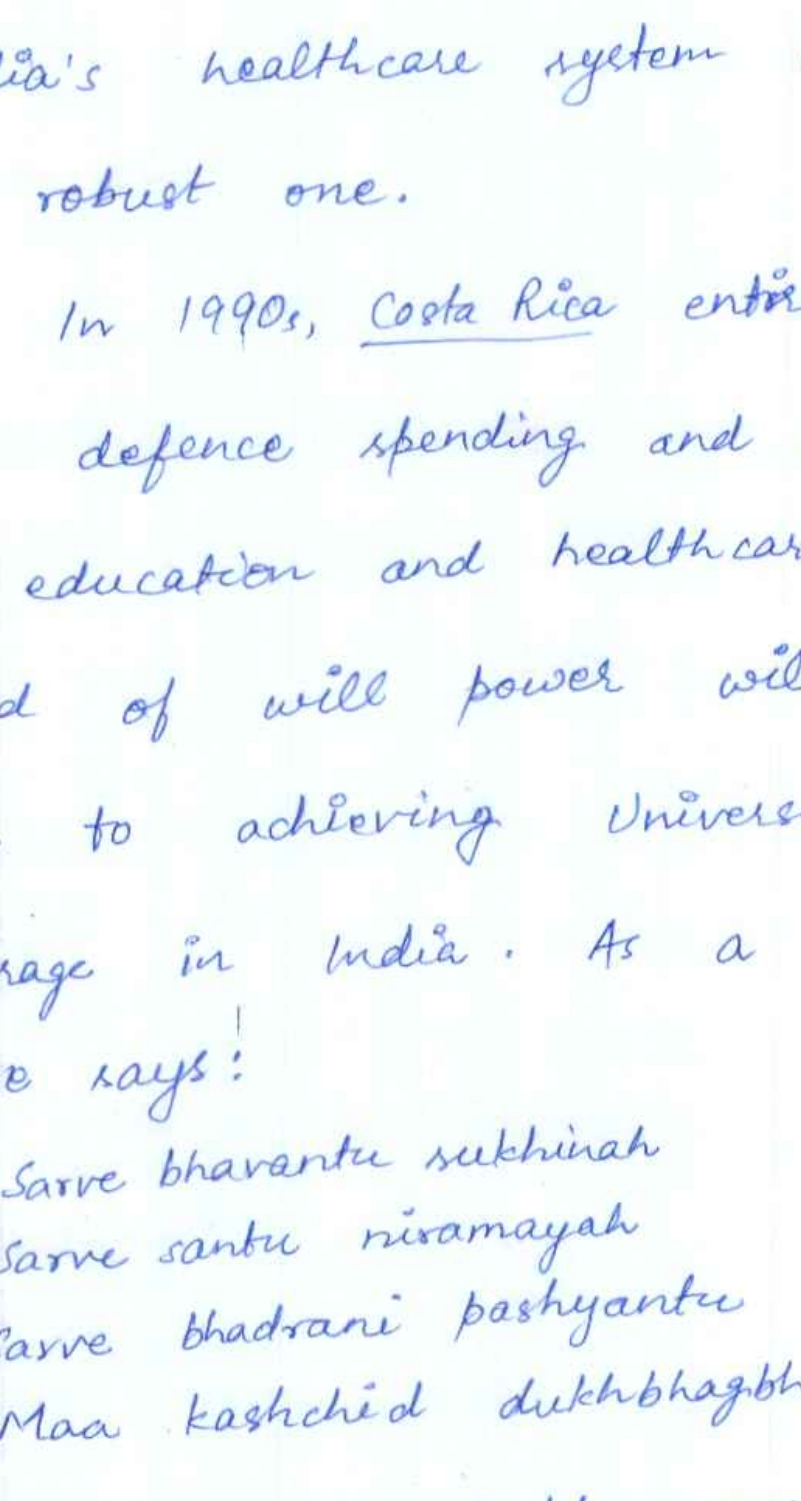 ia's healthcare system
robust one.
In 1990s, Costa Rica enti
defence spending and
education and healthcar
d of will power wil
to achieving Univers
rage in India. As a
e says:
Sarve bhavantu sukhinah
Sarve santu niramayah
Sarve bhadrani pashyantu
Maa kashchid dukhbhagbh